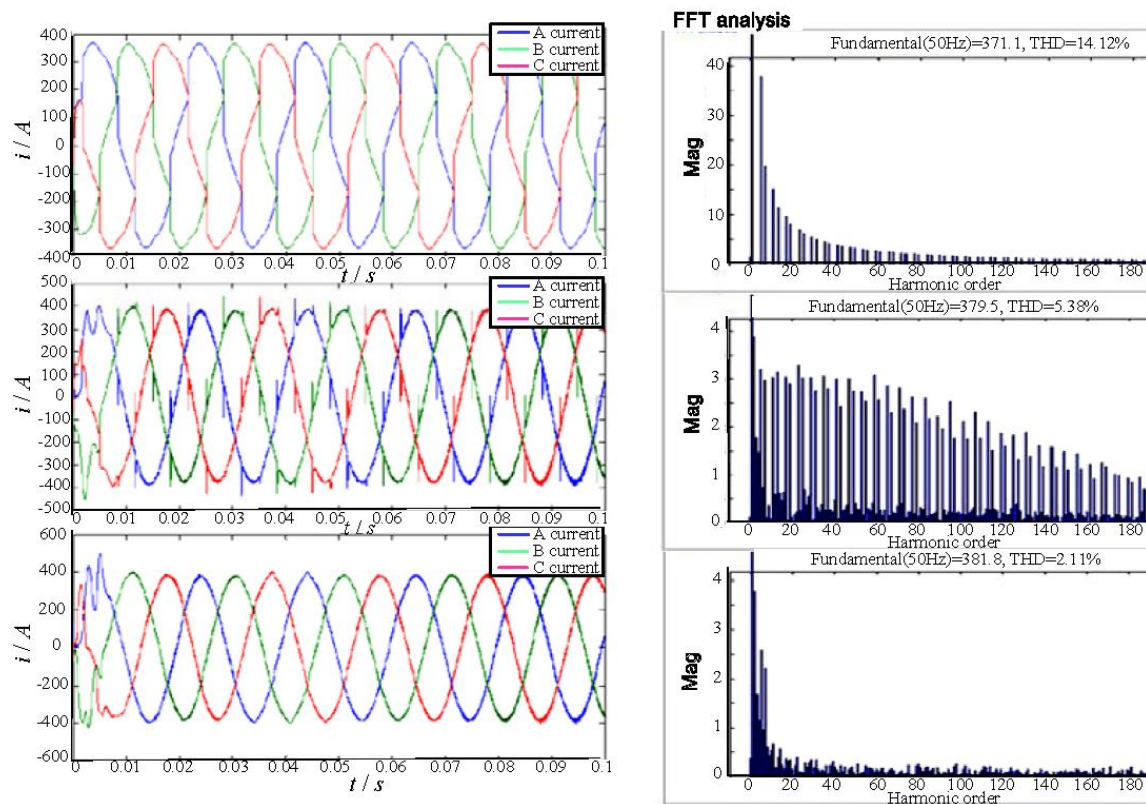 A current
B current
C current
400
300
200
100
0
-100
-200
-300
-400
i / A
0 0.01 0.02 0.03 0.04 0.05 0.06 0.07 0.08 0.09 0.1
t / s
A current
B current
C current
500
400
300
200
100
0
-100
-200
-300
-400
-500
i / A
0 0.01 0.02 0.03 0.04 0.05 0.06 0.07 0.08 0.09 0.1
t / s
A current
B current
C current
600
400
200
0
-200
-400
-600
i / A
0 0.01 0.02 0.03 0.04 0.05 0.06 0.07 0.08 0.09 0.1
t / s
FFT analysis
Fundamental(50Hz)=371.1, THD=14.12%
40
30
20
10
0
Mag
0 20 40 60 80 100 120 140 160 180
Harmonic order
Fundamental(50Hz)=379.5, THD=5.38%
4
3
2
1
0
Mag
0 20 40 60 80 100 120 140 160 180
Harmonic order
Fundamental(50Hz)=381.8, THD=2.11%
4
3
2
1
0
Mag
0 20 40 60 80 100 120 140 160 180
Harmonic order